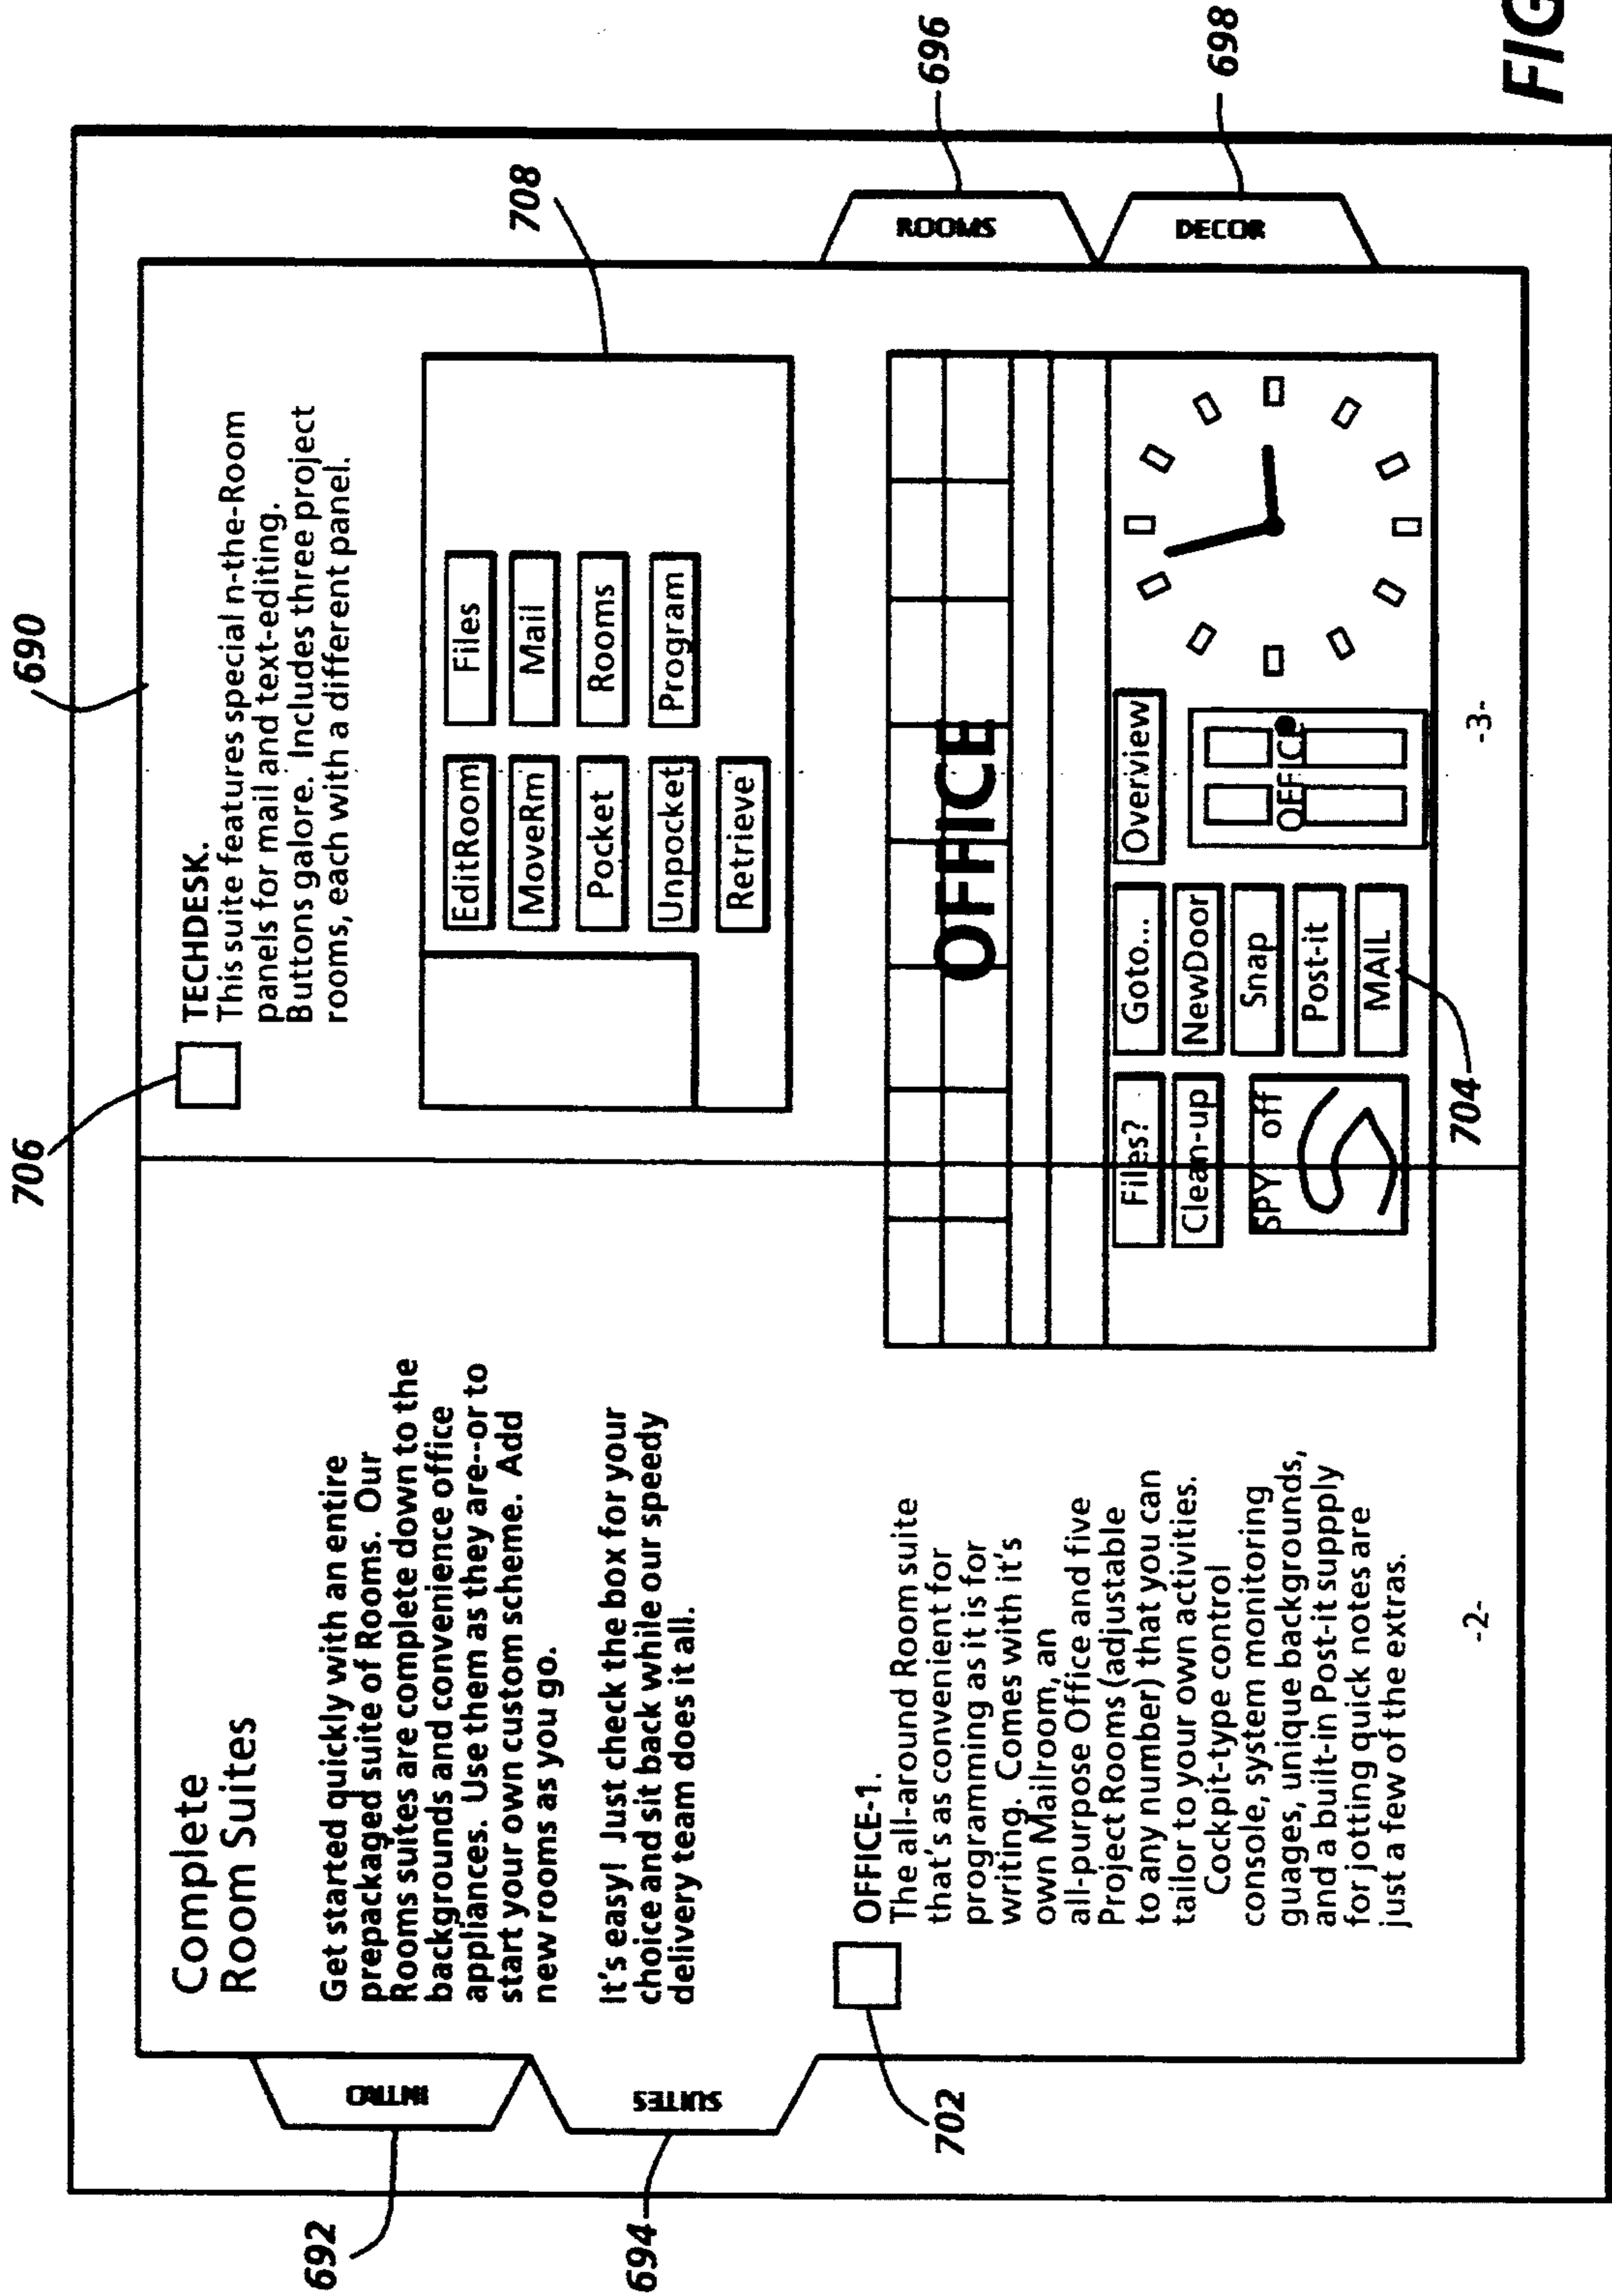 690
706
692
694
INTRO
SUITES
Complete
Room Suites
Get started quickly with an entire
prepackaged suite of Rooms. Our
Rooms suites are complete down to the
backgrounds and convenience office
appliances. Use them as they are--or to
start your own custom scheme. Add
new rooms as you go.
It's easy! Just check the box for your
choice and sit back while our speedy
delivery team does it all.
702
OFFICE-1.
The all-around Room suite
that's as convenient for
programming as it is for
writing. Comes with it's
own Mailroom, an
all-purpose Office and five
Project Rooms (adjustable
to any number) that you can
tailor to your own activities.
Cockpit-type control
console, system monitoring
guages, unique backgrounds,
and a built-in Post-it supply
for jotting quick notes are
just a few of the extras.
-2-
TECHDESK.
This suite features special n-the-Room
panels for mail and text-editing.
Buttons galore. Includes three project
rooms, each with a different panel.
708
EditRoom Files
MoveRm Mail
Pocket Rooms
Unpocket Program
Retrieve
OFFICE
Files? Goto... Overview
Clean-up NewDoor
SPY off Snap
Post-it
MAIL
OFFICE
704
-3-
ROOMS
696
DECOR
698
FIG